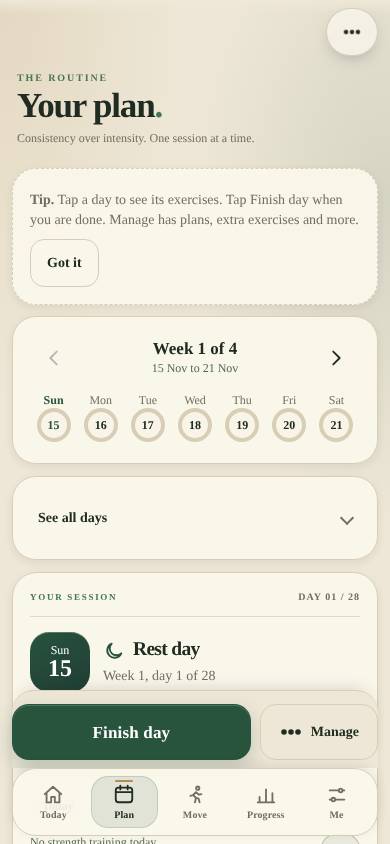 THE ROUTINE
Your plan.
Consistency over intensity. One session at a time.
Tip. Tap a day to see its exercises. Tap Finish day when
you are done. Manage has plans, extra exercises and more.
Got it
Week 1 of 4
15 Nov to 21 Nov
Sun Mon Tue Wed Thu Fri Sat
15 16 17 18 19 20 21
See all days
YOUR SESSION DAY 01 / 28
Sun
15
Rest day
Week 1, day 1 of 28
Finish day
Manage
Today Plan Move Progress Me
No strength training today